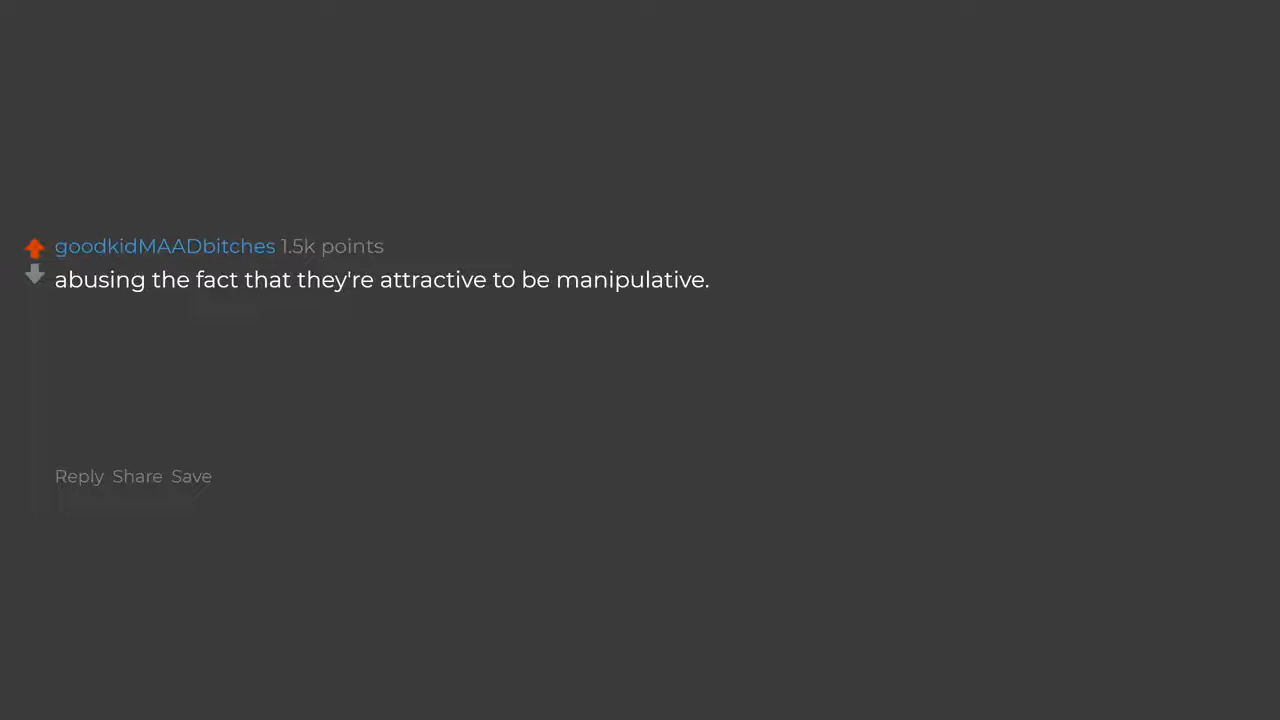 goodkidMAADbitches 1.5k points
abusing the fact that they're attractive to be manipulative.
Reply Share Save